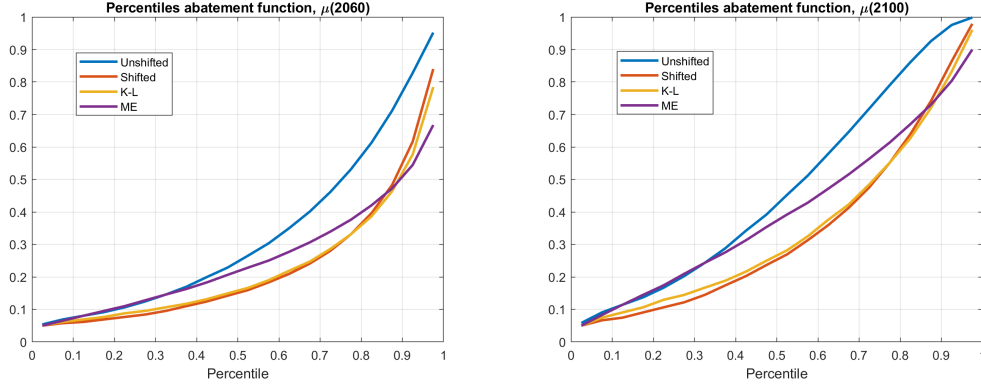 Percentiles abatement function, μ(2060)
1
0.9
0.8
0.7
0.6
0.5
0.4
0.3
0.2
0.1
0
Unshifted
Shifted
K-L
ME
0 0.1 0.2 0.3 0.4 0.5 0.6 0.7 0.8 0.9 1
Percentile
Percentiles abatement function, μ(2100)
1
0.9
0.8
0.7
0.6
0.5
0.4
0.3
0.2
0.1
0
Unshifted
Shifted
K-L
ME
0 0.1 0.2 0.3 0.4 0.5 0.6 0.7 0.8 0.9 1
Percentile